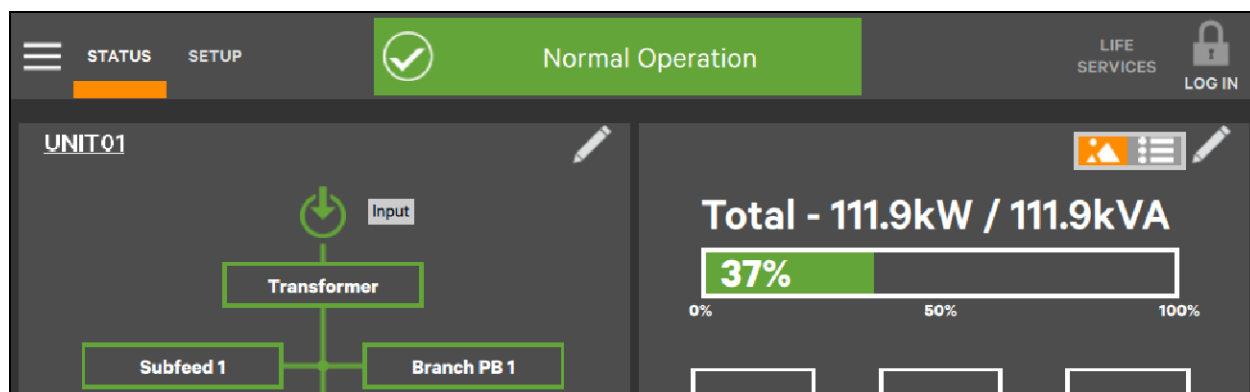 STATUS SETUP
Normal Operation
LIFE
SERVICES
LOG IN
UNIT01
Input
Transformer
Subfeed 1
Branch PB 1
Total - 111.9kW / 111.9kVA
37%
0% 50% 100%